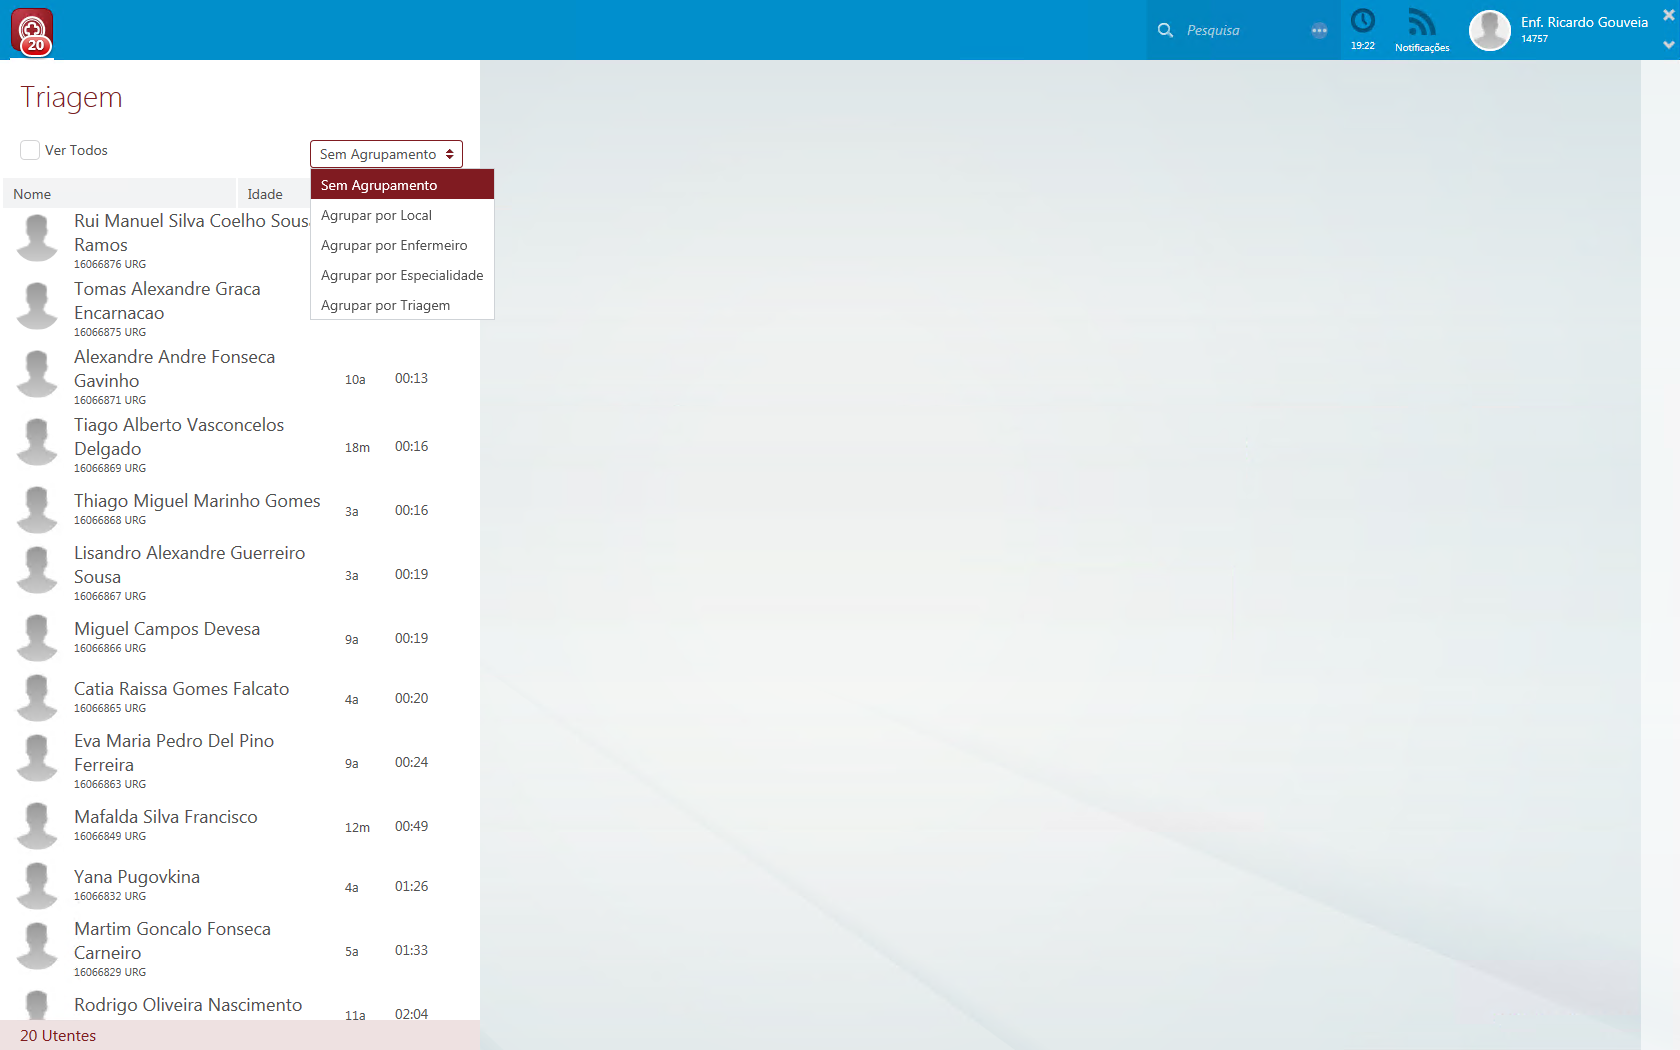 20
Pesquisa
19:22
Notificações
Enf. Ricardo Gouveia
14757
Triagem
Ver Todos
Sem Agrupamento
Sem Agrupamento
Agrupar por Local
Agrupar por Enfermeiro
Agrupar por Especialidade
Agrupar por Triagem
Nome Idade
Rui Manuel Silva Coelho Sous
Ramos
16066876 URG
Tomas Alexandre Graca
Encarnacao
16066875 URG
Alexandre Andre Fonseca
Gavinho
16066871 URG
10a 00:13
Tiago Alberto Vasconcelos
Delgado
16066869 URG
18m 00:16
Thiago Miguel Marinho Gomes
16066868 URG
3a 00:16
Lisandro Alexandre Guerreiro
Sousa
16066867 URG
3a 00:19
Miguel Campos Devesa
16066866 URG
9a 00:19
Catia Raissa Gomes Falcato
16066865 URG
4a 00:20
Eva Maria Pedro Del Pino
Ferreira
16066863 URG
9a 00:24
Mafalda Silva Francisco
16066849 URG
12m 00:49
Yana Pugovkina
16066832 URG
4a 01:26
Martim Goncalo Fonseca
Carneiro
16066829 URG
5a 01:33
Rodrigo Oliveira Nascimento
11a 02:04
20 Utentes